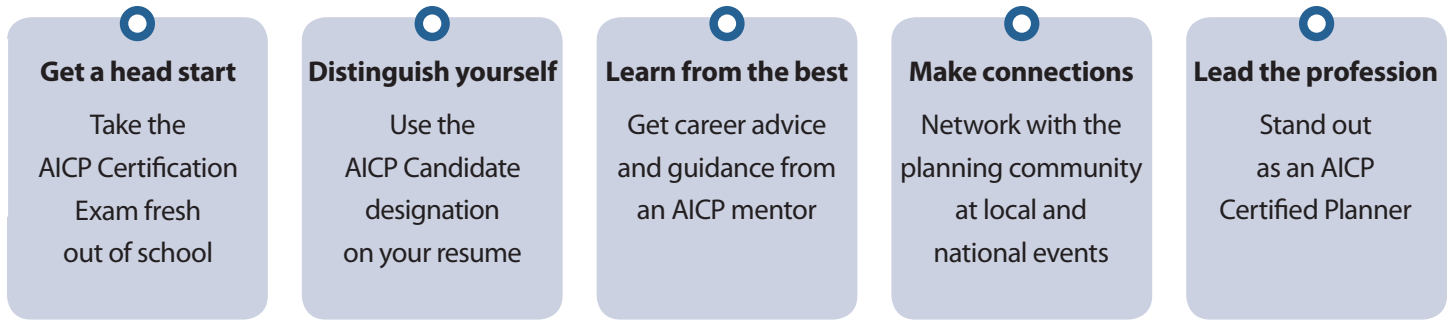 Get a head start
Take the
AICP Certification
Exam fresh
out of school
Distinguish yourself
Use the
AICP Candidate
designation
on your resume
Learn from the best
Get career advice
and guidance from
an AICP mentor
Make connections
Network with the
planning community
at local and
national events
Lead the profession
Stand out
as an AICP
Certified Planner